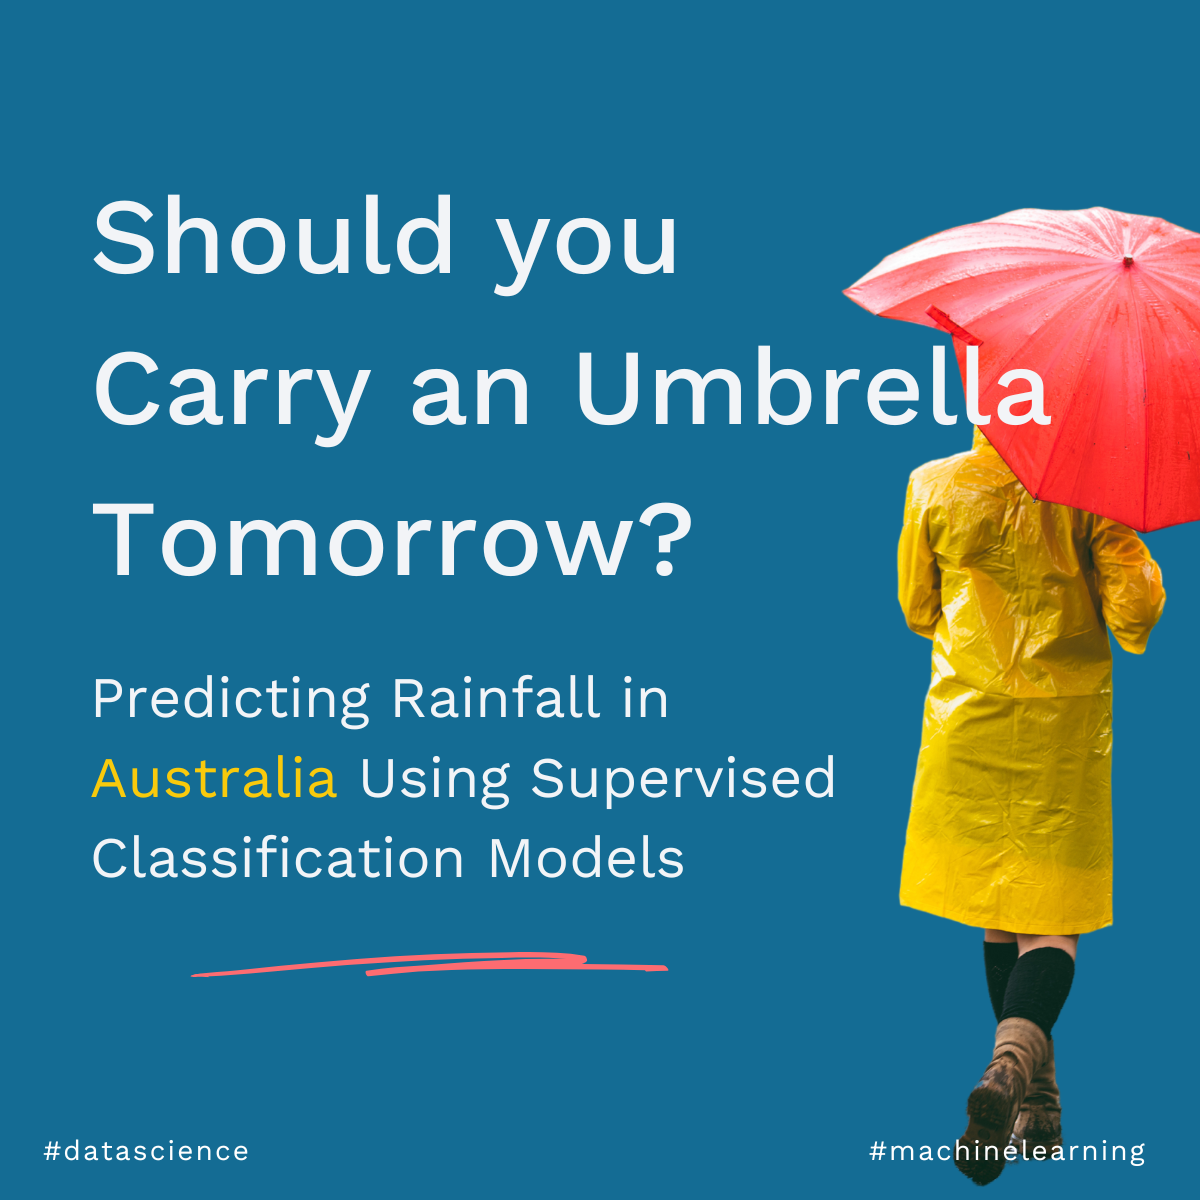 Should you
Carry an Umbrella
Tomorrow?
Predicting Rainfall in
Australia Using Supervised
Classification Models
#datascience
#machinelearning